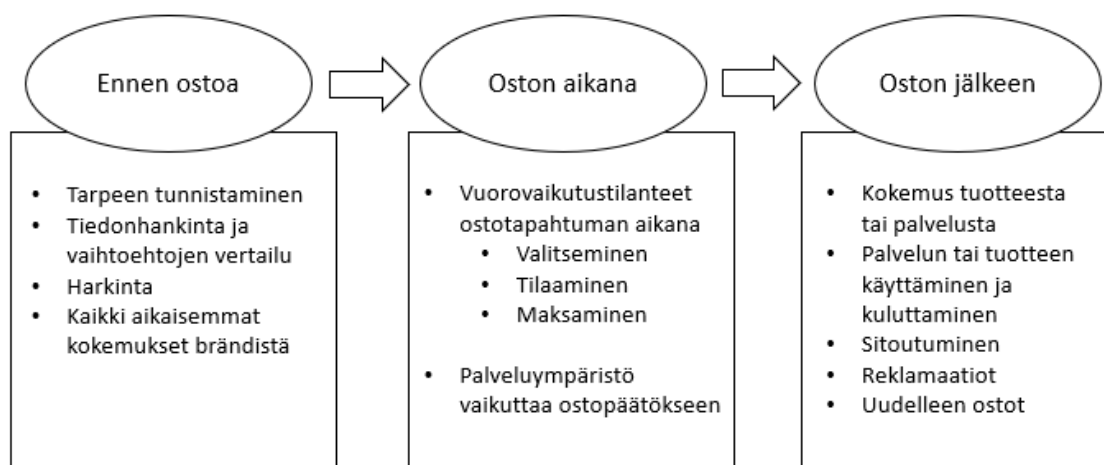 Ennen ostoa
• Tarpeen tunnistaminen
• Tiedonhankinta ja
vaihtoehtojen vertailu
• Harkinta
• Kaikki aikaisemmat
kokemukset brändistä
Oston aikana
• Vuorovaikutustilanteet
ostotapahtuman aikana
• Valitseminen
• Tilaaminen
• Maksaminen
• Palveluympäristö
vaikuttaa ostopäätökseen
Oston jälkeen
• Kokemus tuotteesta
tai palvelusta
• Palvelun tai tuotteen
käyttäminen ja
kuluttaminen
• Sitoutuminen
• Reklamaatiot
• Uudelleen ostot